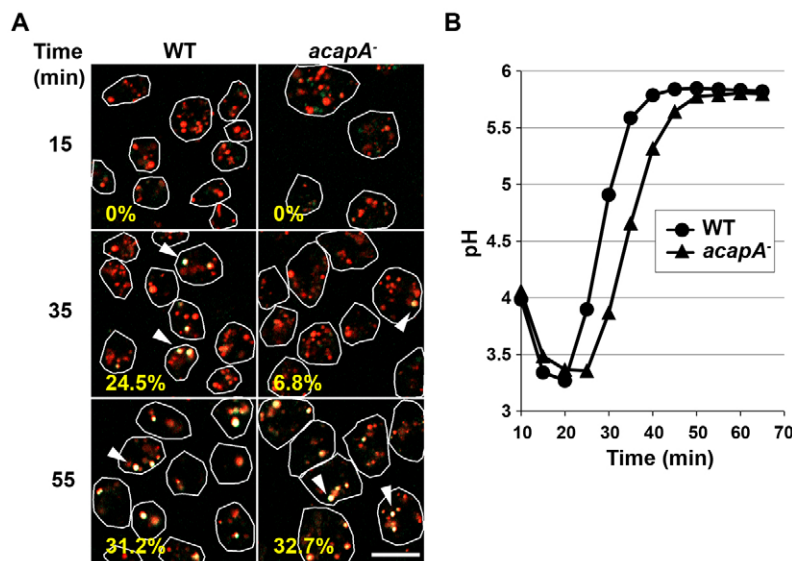 A
Time
(min)
WT
acapA-
15
0%
0%
35
24.5%
6.8%
55
31.2%
32.7%
B
6
5.5
5
4.5
4
3.5
3
pH
WT
acapA-
10 20 30 40 50 60 70
Time (min)